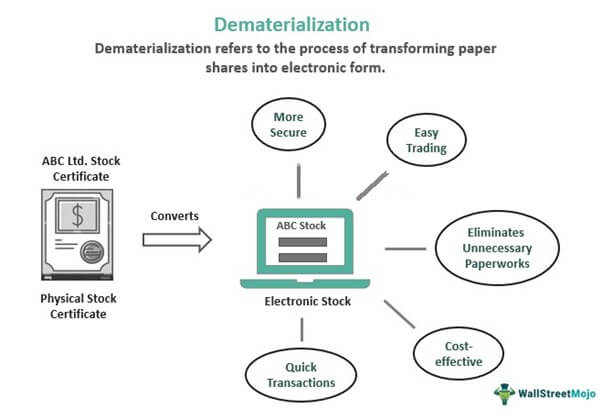 Dematerialization
Dematerialization refers to the process of transforming paper
shares into electronic form.
More
Secure
Easy
Trading
ABC Ltd. Stock
Certificate
$
Converts
ABC Stock
Eliminates
Unnecessary
Paperworks
Physical Stock
Certificate
Electronic Stock
Cost-
effective
Quick
Transactions
WallStreetMojo